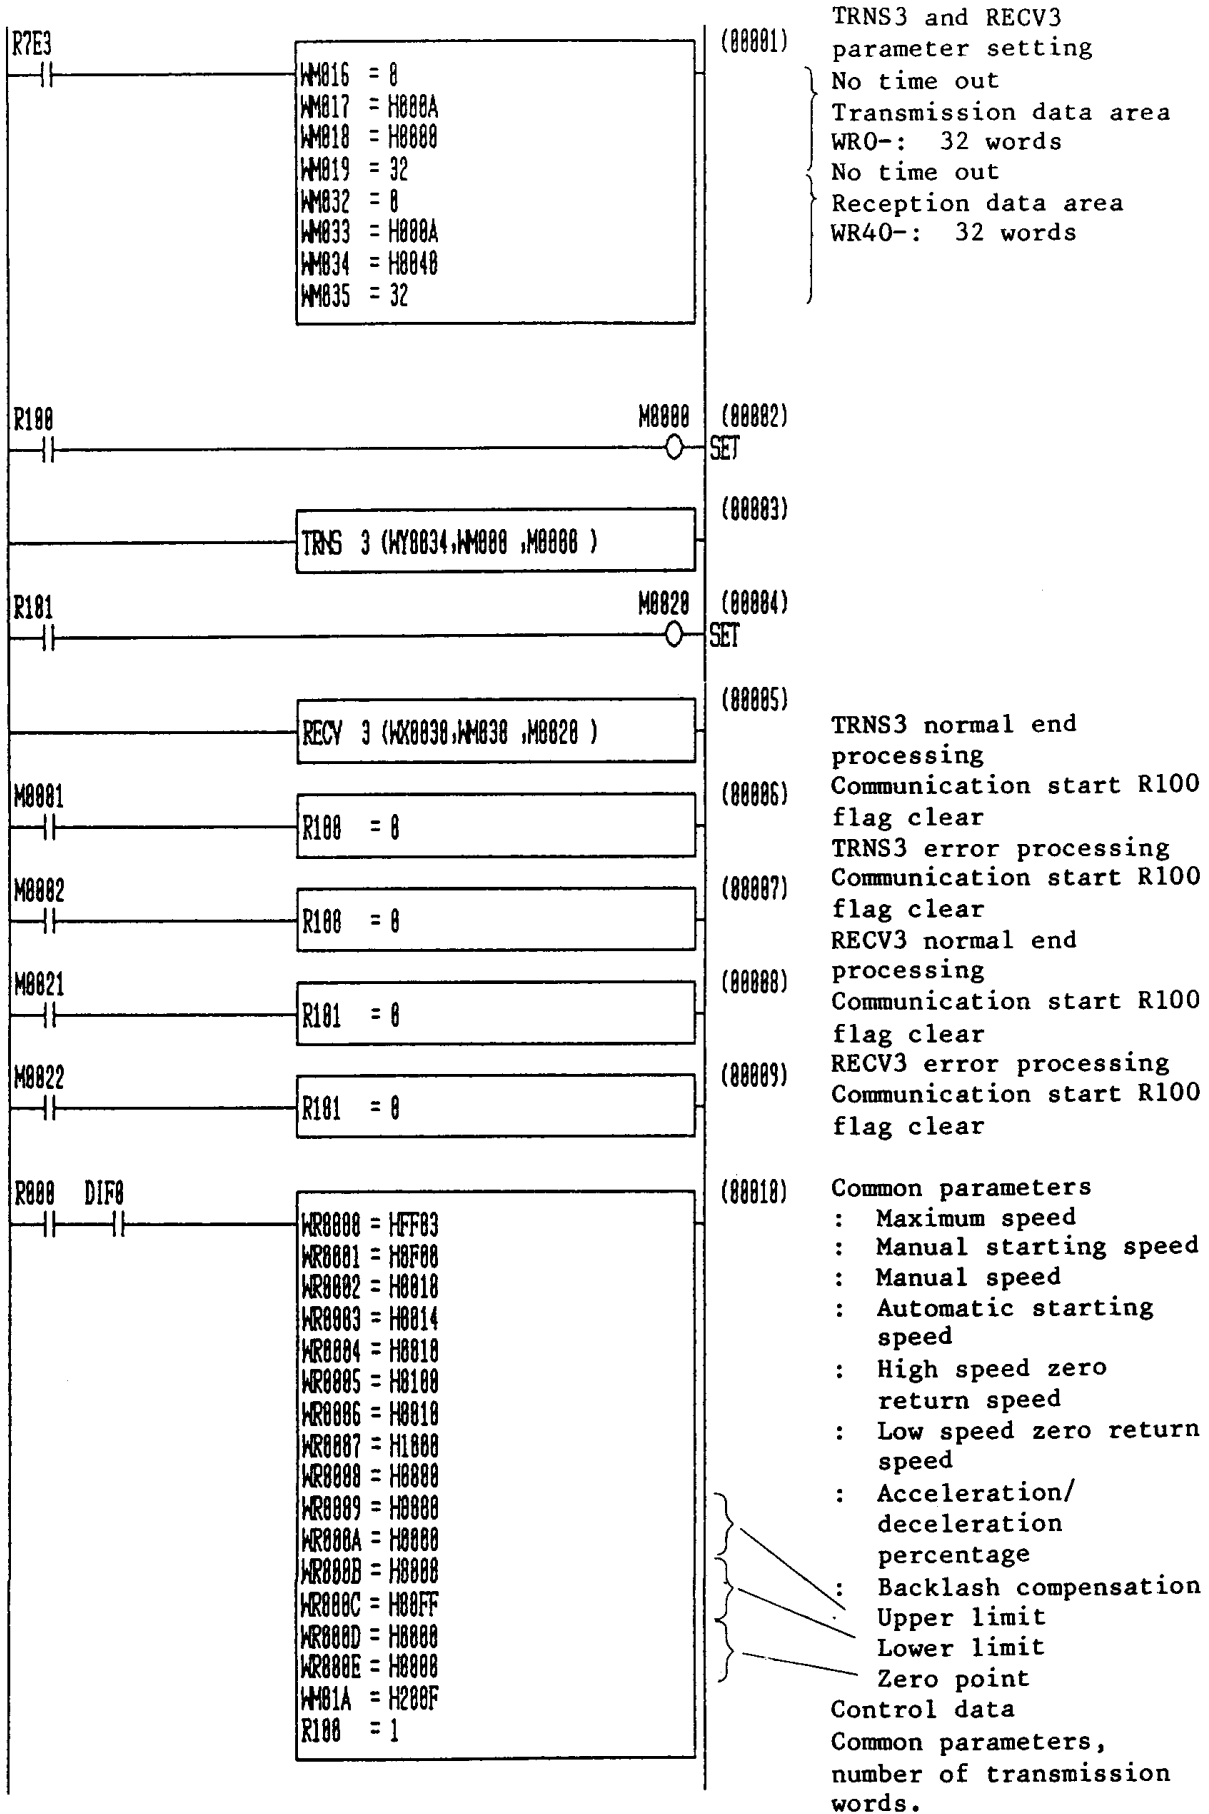 R7E3
WM016 = 0
WM017 = H000A
WM018 = H0000
WM019 = 32
WM032 = 0
WM033 = H000A
WM034 = H0040
WM035 = 32
(00001)
TRNS3 and RECV3
parameter setting
No time out
Transmission data area
WR0-: 32 words
No time out
Reception data area
WR40-: 32 words
R100
M0000
(00002)
SET
TRNS 3 (WY0034,WM000 ,M0000 )
(00003)
R101
M0020
(00004)
SET
RECV 3 (WX0030,WM030 ,M0020 )
(00005)
M0001
R100 = 0
(00006)
TRNS3 normal end
processing
Communication start R100
flag clear
M0002
R100 = 0
(00007)
TRNS3 error processing
Communication start R100
flag clear
M0021
R101 = 0
(00008)
RECV3 normal end
processing
Communication start R100
flag clear
M0022
R101 = 0
(00009)
RECV3 error processing
Communication start R100
flag clear
R000 DIF0
WR0000 = HFF03
WR0001 = H0F00
WR0002 = H0010
WR0003 = H0014
WR0004 = H0010
WR0005 = H0100
WR0006 = H0010
WR0007 = H1000
WR0008 = H0000
WR0009 = H0000
WR000A = H0000
WR000B = H0000
WR000C = H00FF
WR000D = H0000
WR000E = H0000
WM01A = H200F
R100 = 1
(00010)
Common parameters
: Maximum speed
: Manual starting speed
: Manual speed
: Automatic starting
speed
: High speed zero
return speed
: Low speed zero return
speed
: Acceleration/
deceleration
percentage
: Backlash compensation
Upper limit
Lower limit
Zero point
Control data
Common parameters,
number of transmission
words.